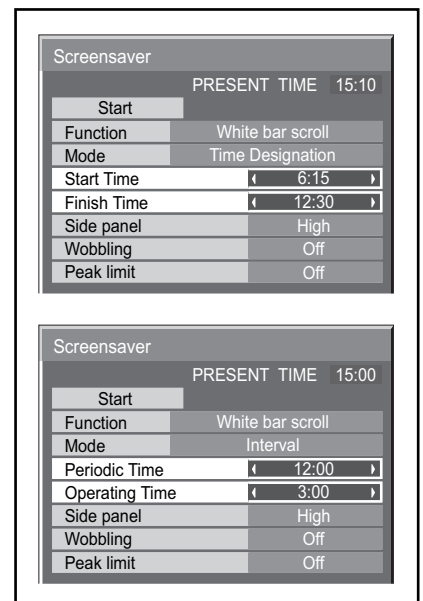 Screensaver
PRESENT TIME 15:10
Start
Function White bar scroll
Mode Time Designation
Start Time 6:15
Finish Time 12:30
Side panel High
Wobbling Off
Peak limit Off
Screensaver
PRESENT TIME 15:00
Start
Function White bar scroll
Mode Interval
Periodic Time 12:00
Operating Time 3:00
Side panel High
Wobbling Off
Peak limit Off